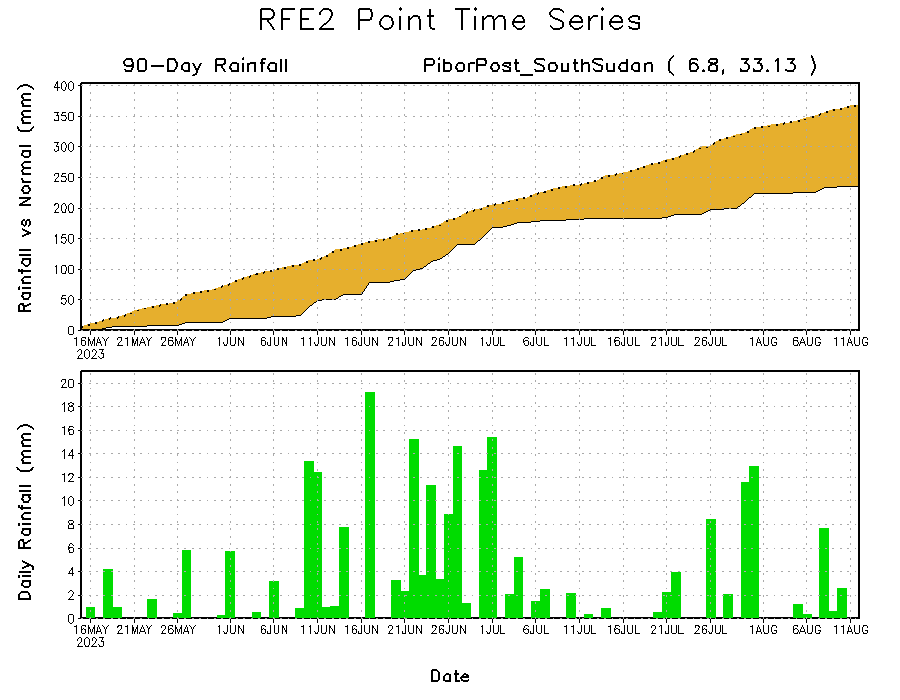 RFE2 Point Time Series
90-Day Rainfall
PiborPost_SouthSudan ( 6.8, 33.13 )
Rainfall vs Normal (mm)
400
350
300
250
200
150
100
50
0
16MAY 21MAY 26MAY 1JUN 6JUN 11JUN 16JUN 21JUN 26JUN 1JUL 6JUL 11JUL 16JUL 21JUL 26JUL 1AUG 6AUG 11AUG
2023
Daily Rainfall (mm)
20
18
16
14
12
10
8
6
4
2
0
16MAY 21MAY 26MAY 1JUN 6JUN 11JUN 16JUN 21JUN 26JUN 1JUL 6JUL 11JUL 16JUL 21JUL 26JUL 1AUG 6AUG 11AUG
2023
Date